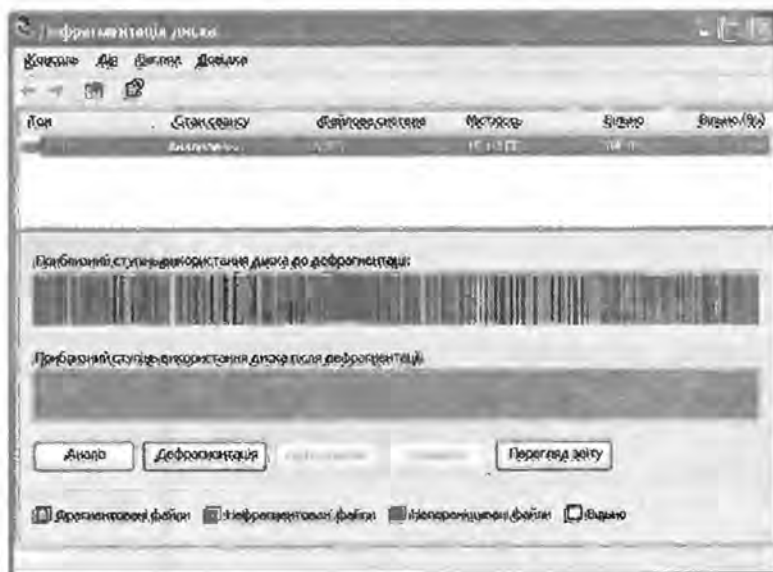 Дефрагментація диска
Консоль Дія Вигляд Довідка
Том Стан сеансу Файлова система Місткість Вільно Вільно (%)
Приблизний ступінь використання диска до дефрагментації:
Приблизний ступінь використання диска після дефрагментації:
Аналіз Дефрагментація Перегляд звіту
Фрагментовані файли Нефрагментовані файли Непереміщувані файли Вільно